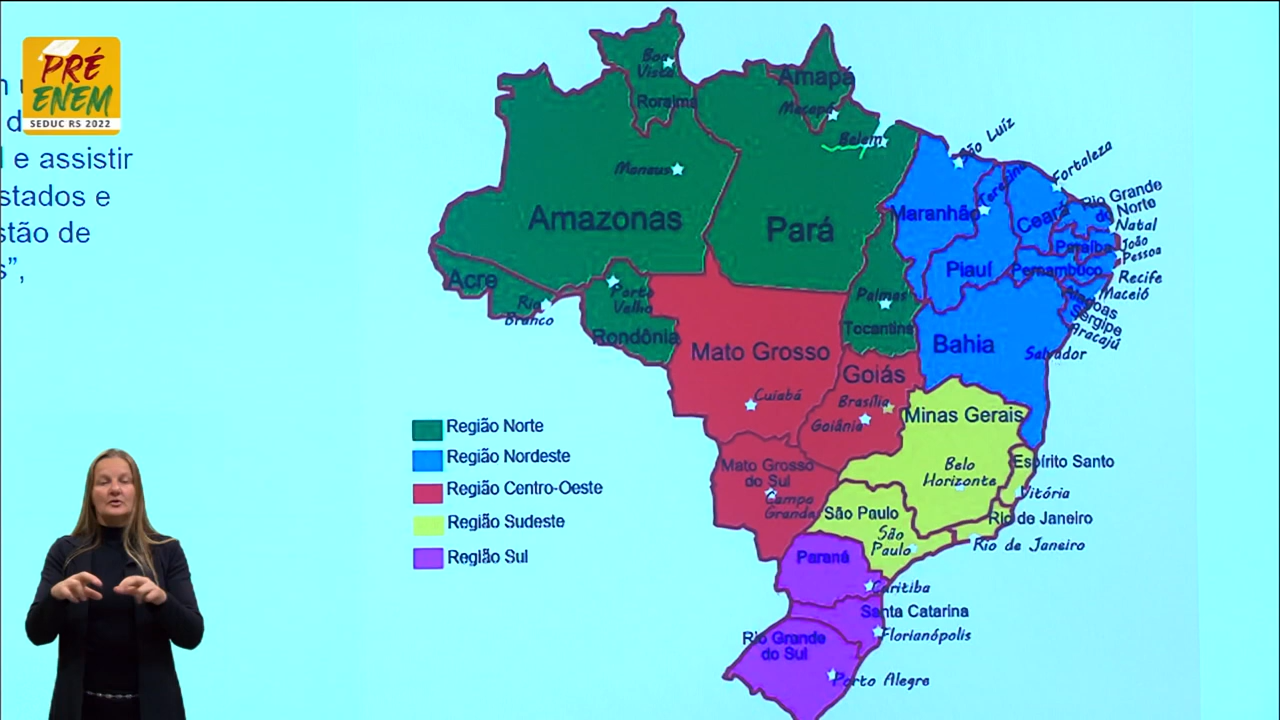 PRÉ
ENEM
SEDUC RS 2022
e assistir
stados e
stão de
s”,
Boa
Vista
Roraima
Amapá
Macapá
Belem
Manaus
Amazonas
Pará
Acre
Rio
Branco
Porto
Velho
Rondônia
Palmas
Tocantins
São Luíz
Teresina
Fortaleza
Maranhão
Ceará
Rio Grande
do Norte
Natal
Paraíba
João
Pessoa
Piauí
Pernambuco
Recife
Alagoas
Maceió
Sergipe
Aracajú
Bahia
Salvador
Mato Grosso
Cuiabá
Goiás
Brasília
Goiânia
Mato Grosso
do Sul
Campo
Grande
Minas Gerais
Belo
Horizonte
Espírito Santo
Vitória
São Paulo
São
Paulo
Rio de Janeiro
Rio de Janeiro
Paraná
Curitiba
Santa Catarina
Florianópolis
Rio Grande
do Sul
Porto Alegre
Região Norte
Região Nordeste
Região Centro-Oeste
Região Sudeste
Região Sul